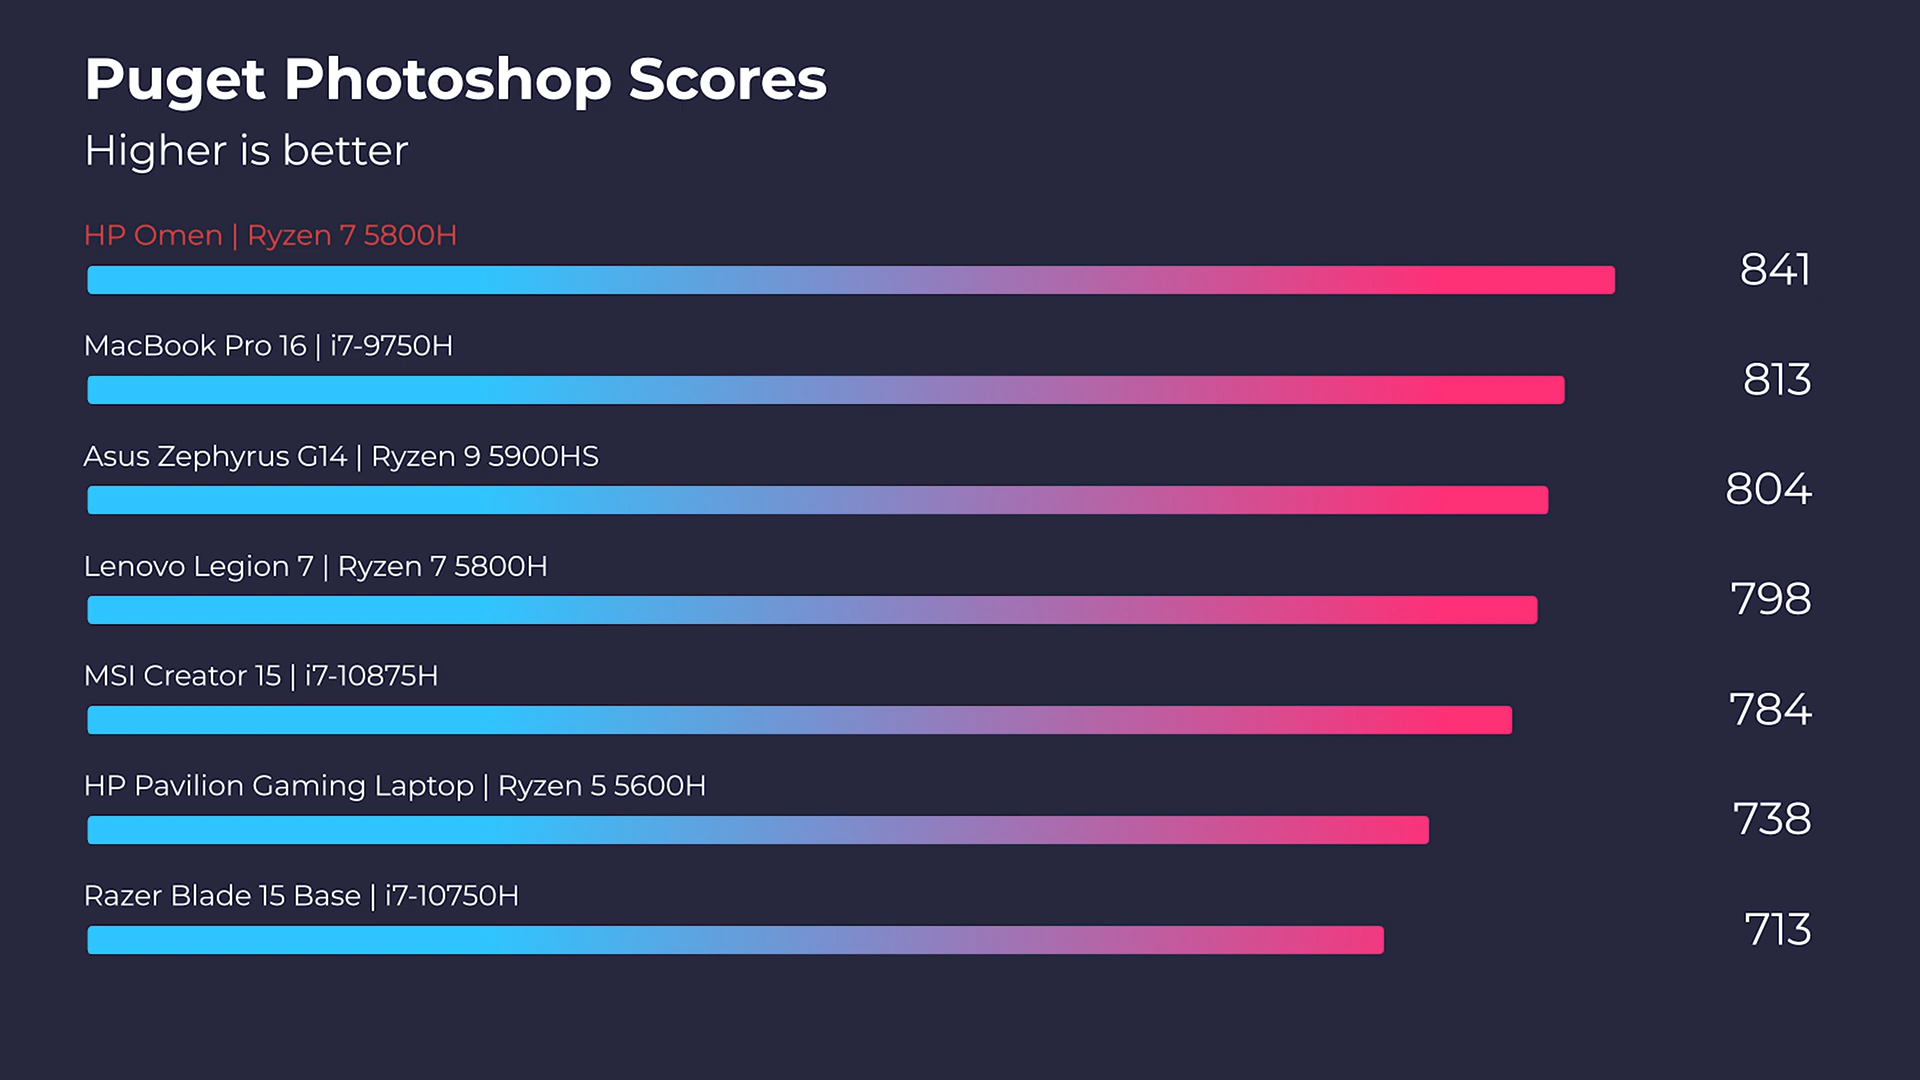 Puget Photoshop Scores
Higher is better
HP Omen | Ryzen 7 5800H
841
MacBook Pro 16 | i7-9750H
813
Asus Zephyrus G14 | Ryzen 9 5900HS
804
Lenovo Legion 7 | Ryzen 7 5800H
798
MSI Creator 15 | i7-10875H
784
HP Pavilion Gaming Laptop | Ryzen 5 5600H
738
Razer Blade 15 Base | i7-10750H
713